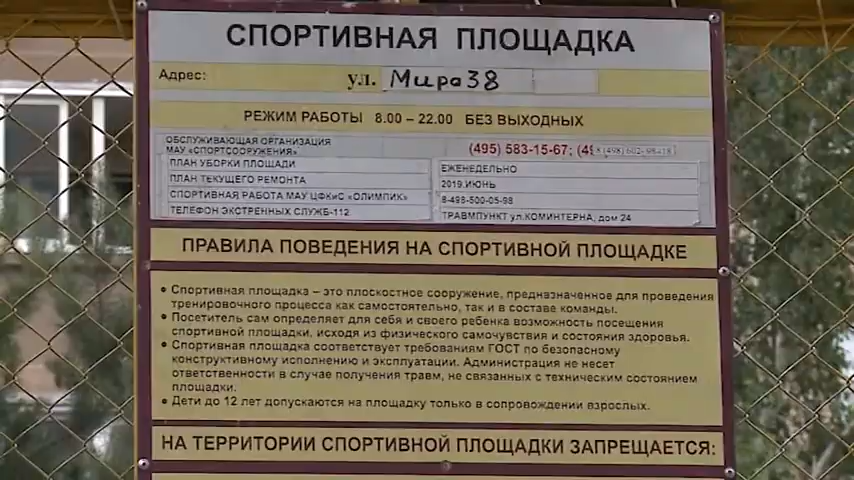 СПОРТИВНАЯ ПЛОЩАДКА
Адрес: ул. Мира 38
РЕЖИМ РАБОТЫ 8.00 – 22.00 БЕЗ ВЫХОДНЫХ
ОБСЛУЖИВАЮЩАЯ ОРГАНИЗАЦИЯ
МАУ «СПОРТСООРУЖЕНИЯ» (495) 583-15-67;
ПЛАН УБОРКИ ПЛОЩАДИ ЕЖЕНЕДЕЛЬНО
ПЛАН ТЕКУЩЕГО РЕМОНТА 2019.ИЮНЬ
СПОРТИВНАЯ РАБОТА МАУ ЦФКиС «ОЛИМПИК» 8-498-500-05-98
ТЕЛЕФОН ЭКСТРЕННЫХ СЛУЖБ-112 ТРАВМПУНКТ ул.КОМИНТЕРНА, дом 24
ПРАВИЛА ПОВЕДЕНИЯ НА СПОРТИВНОЙ ПЛОЩАДКЕ
• Спортивная площадка – это плоскостное сооружение, предназначенное для проведения
тренировочного процесса как самостоятельно, так и в составе команды.
• Посетитель сам определяет для себя и своего ребенка возможность посещения
спортивной площадки, исходя из физического самочувствия и состояния здоровья.
• Спортивная площадка соответствует требованиям ГОСТ по безопасному
конструктивному исполнению и эксплуатации. Администрация не несет
ответственности в случае получения травм, не связанных с техническим состоянием
площадки.
• Дети до 12 лет допускаются на площадку только в сопровождении взрослых.
НА ТЕРРИТОРИИ СПОРТИВНОЙ ПЛОЩАДКИ ЗАПРЕЩАЕТСЯ: